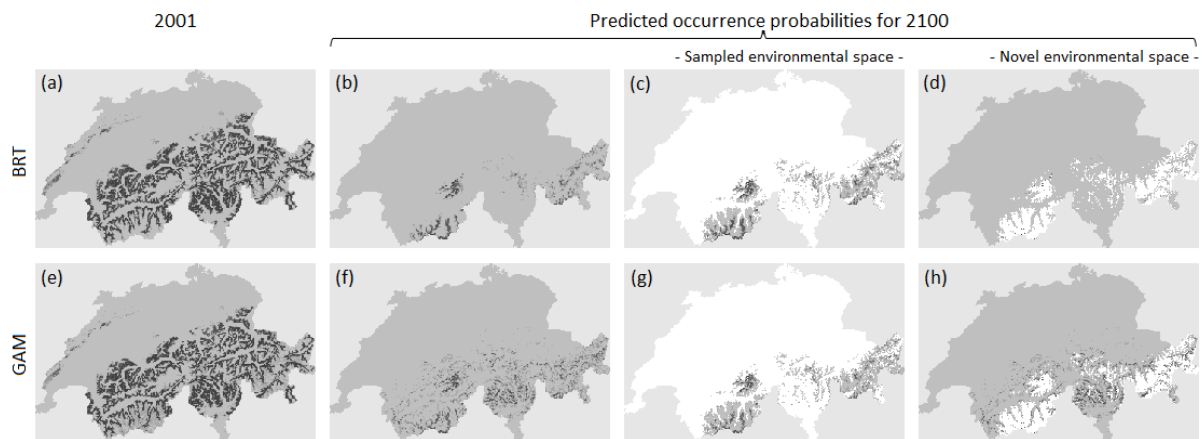 2001
Predicted occurrence probabilities for 2100
- Sampled environmental space -
- Novel environmental space -
BRT
(a)
(b)
(c)
(d)
GAM
(e)
(f)
(g)
(h)